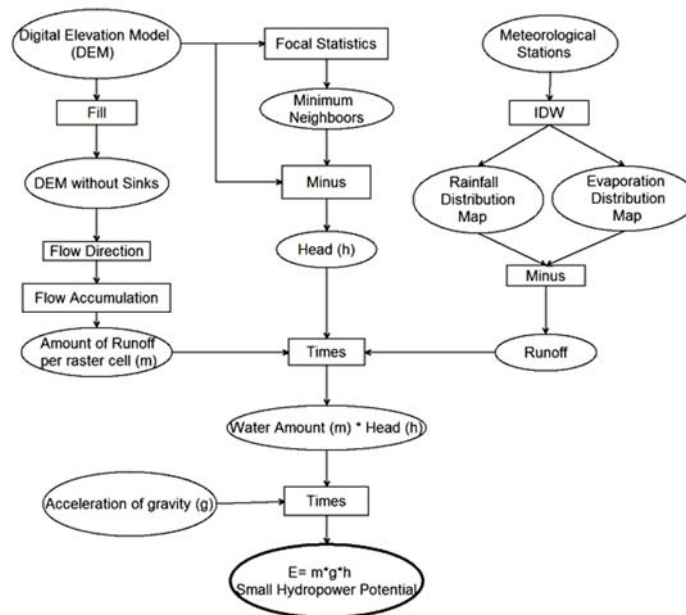 Digital Elevation Model
(DEM)
Focal Statistics
Meteorological
Stations
Fill
Minimum
Neighboors
IDW
DEM without Sinks
Minus
Rainfall
Distribution
Map
Evaporation
Distribution
Map
Flow Direction
Head (h)
Minus
Flow Accumulation
Amount of Runoff
per raster cell (m)
Times
Runoff
Water Amount (m) * Head (h)
Acceleration of gravity (g)
Times
E= m*g*h
Small Hydropower Potential